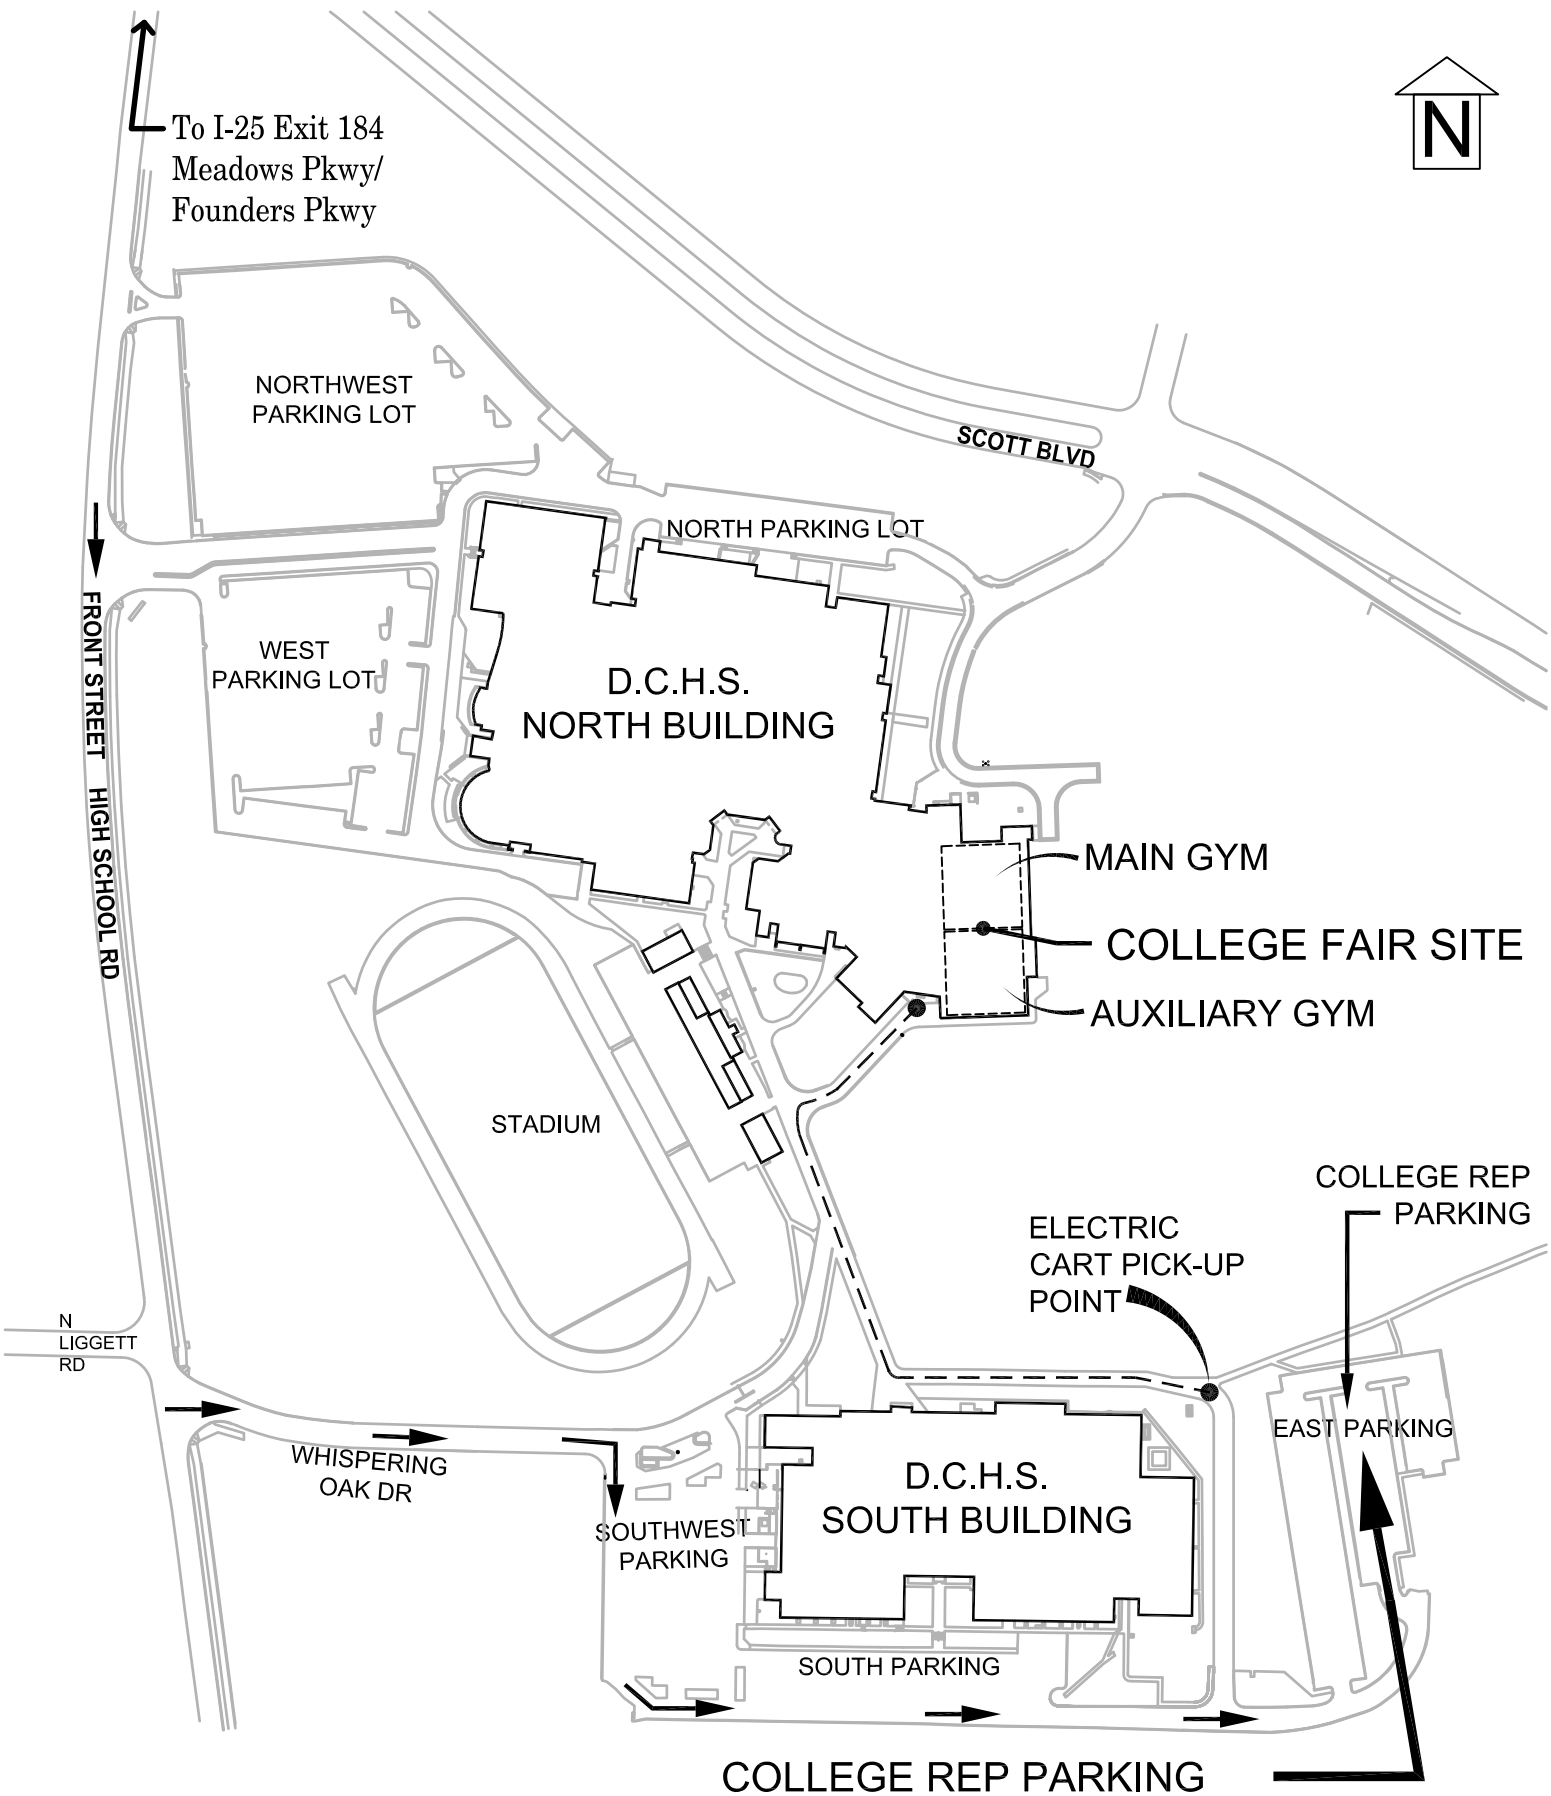 To I-25 Exit 184
Meadows Pkwy/
Founders Pkwy
N
NORTHWEST
PARKING LOT
SCOTT BLVD
NORTH PARKING LOT
FRONT STREET
HIGH SCHOOL RD
WEST
PARKING LOT
D.C.H.S.
NORTH BUILDING
MAIN GYM
COLLEGE FAIR SITE
AUXILIARY GYM
STADIUM
COLLEGE REP
PARKING
ELECTRIC
CART PICK-UP
POINT
N
LIGGETT
RD
EAST PARKING
WHISPERING
OAK DR
D.C.H.S.
SOUTH BUILDING
SOUTHWEST
PARKING
SOUTH PARKING
COLLEGE REP PARKING